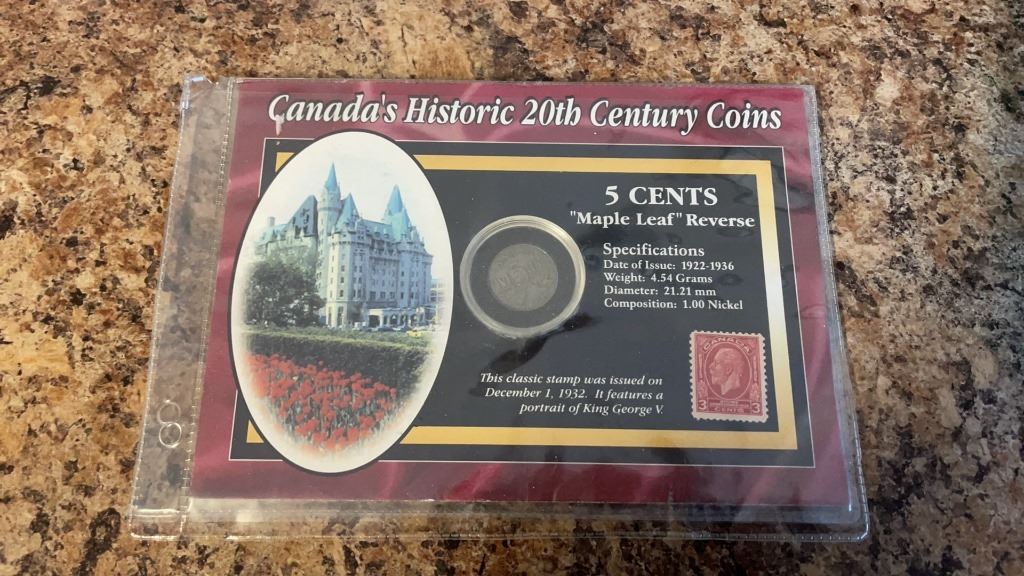 Canada's Historic 20th Century Coins
5 CENTS
"Maple Leaf" Reverse
Specifications
Date of Issue: 1922-1936
Weight: 4.54 Grams
Diameter: 21.21 mm
Composition: 1.00 Nickel
This classic stamp was issued on
December 1, 1932. It features a
portrait of King George V.
CANADA
3 CENTS 3